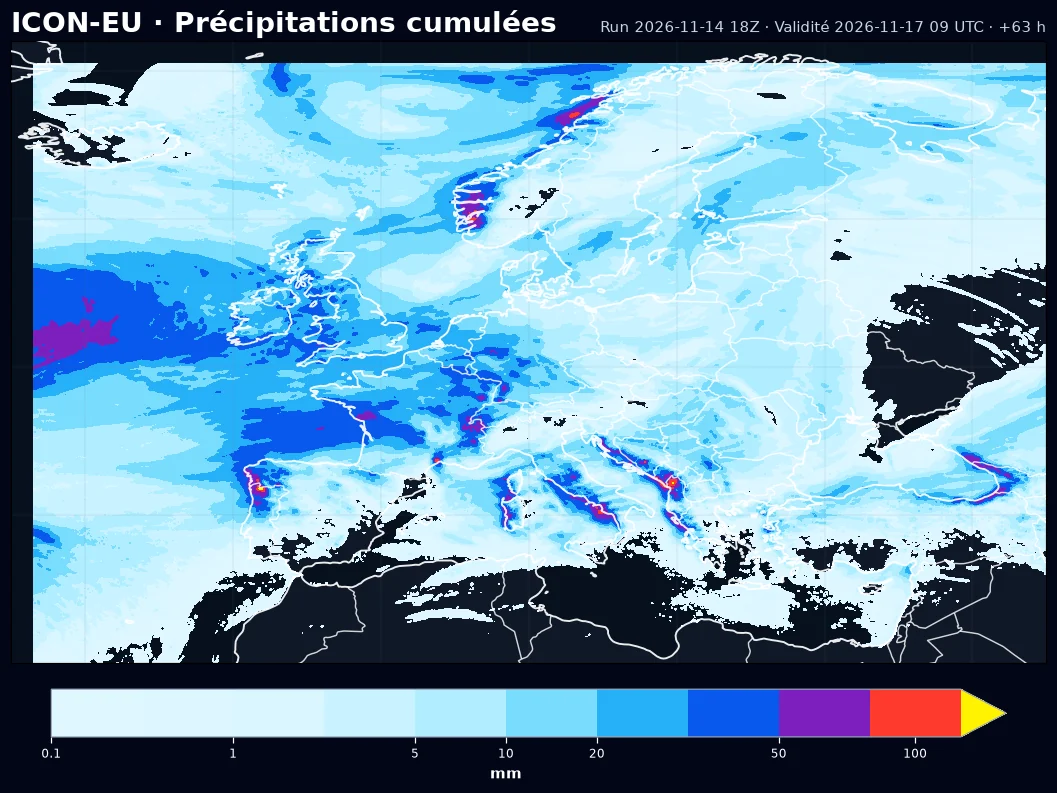 ICON-EU · Précipitations cumulées
Run 2026-11-14 18Z · Validité 2026-11-17 09 UTC · +63 h
0.1 1 5 10 20 50 100
mm